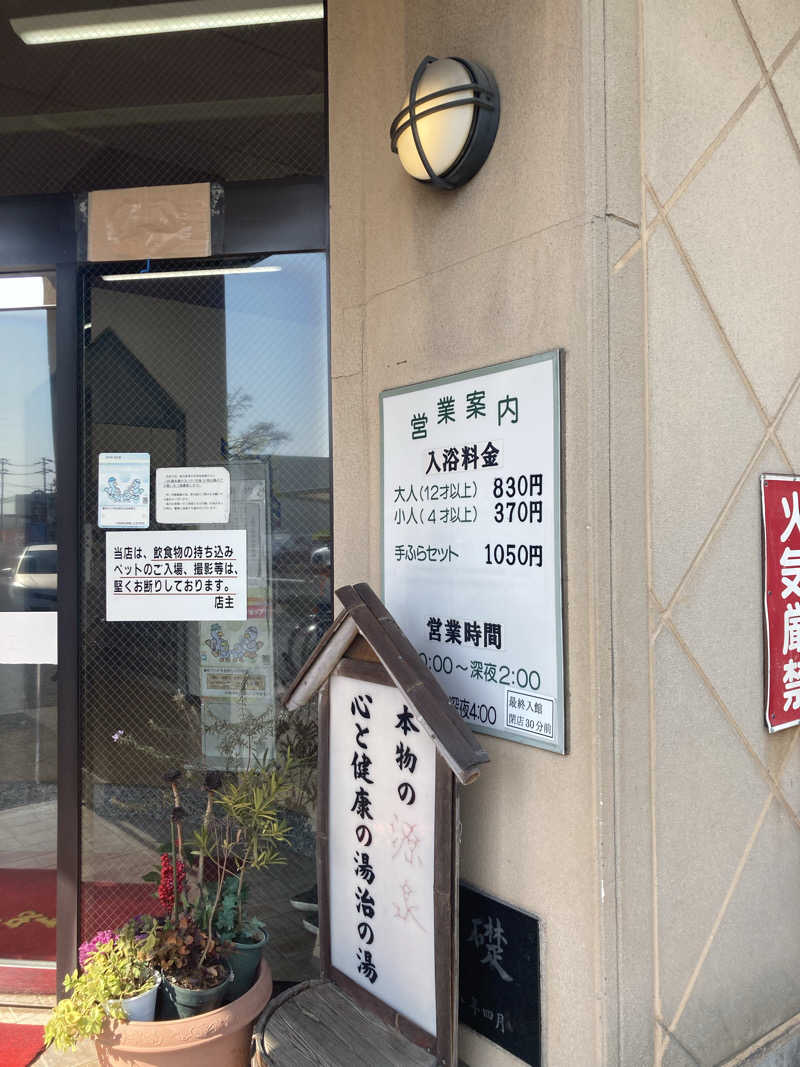 営業案内
入浴料金
大人(12才以上) 830円
小人(4才以上) 370円
手ぶらセット 1050円
営業時間
0:00～深夜2:00
深夜4:00
最終入館
閉店30分前
当店は、飲食物の持ち込み
ペットのご入場、撮影等は、
堅くお断りしております。
店主
本物の源泉
心と健康の湯治の湯
火気厳禁
礎
年四月